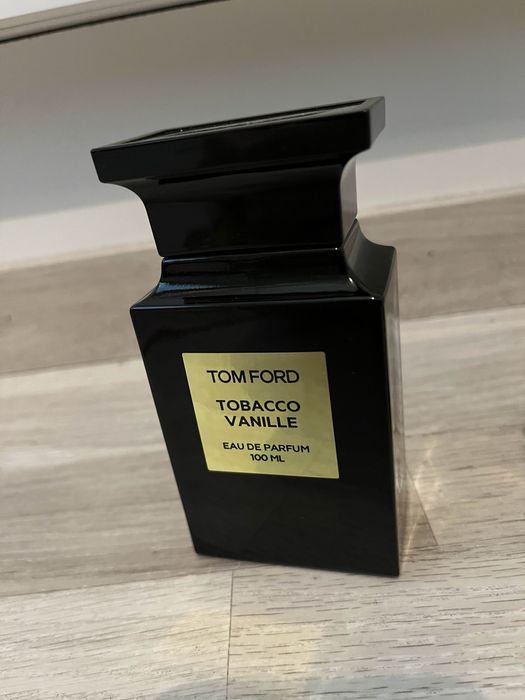 TOM FORD
TOBACCO
VANILLE
EAU DE PARFUM
100 ML